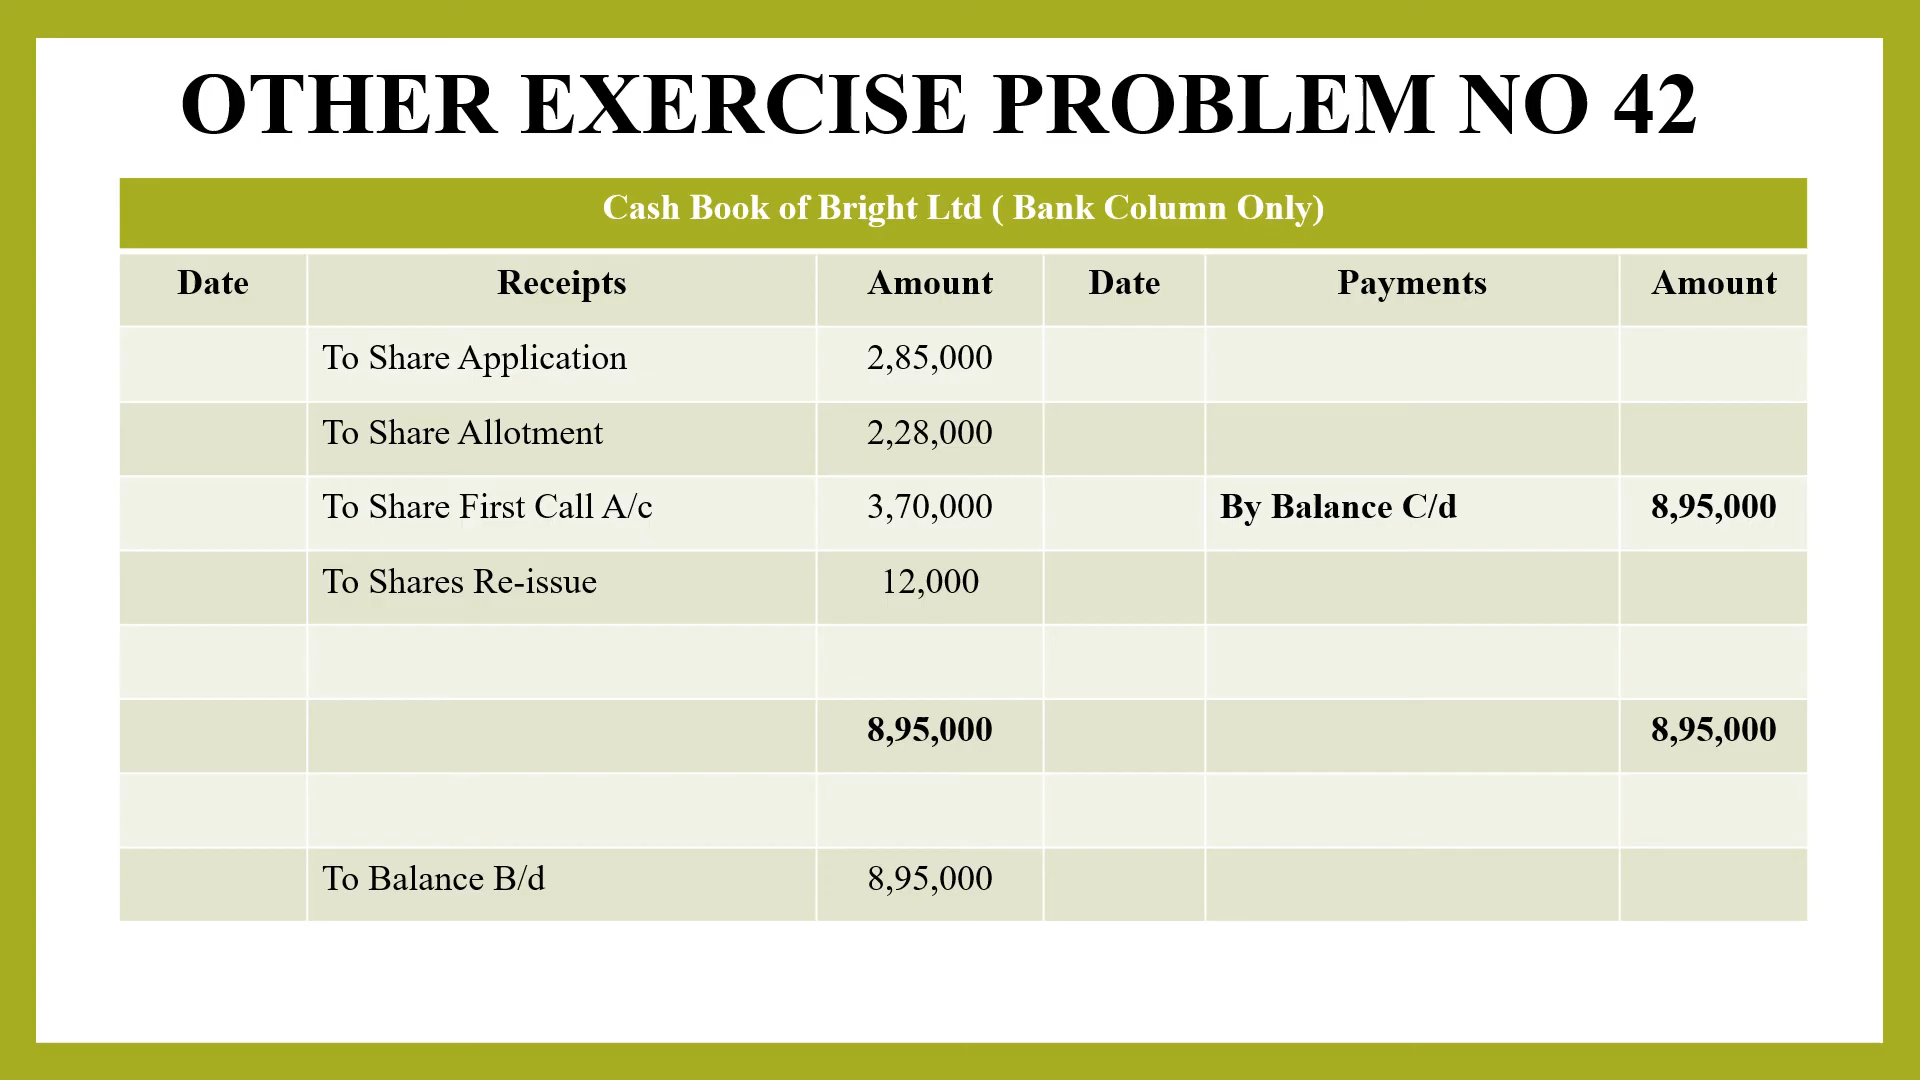 OTHER EXERCISE PROBLEM NO 42
Cash Book of Bright Ltd ( Bank Column Only)
Date Receipts Amount Date Payments Amount
To Share Application 2,85,000
To Share Allotment 2,28,000
To Share First Call A/c 3,70,000 By Balance C/d 8,95,000
To Shares Re-issue 12,000
8,95,000 8,95,000
To Balance B/d 8,95,000